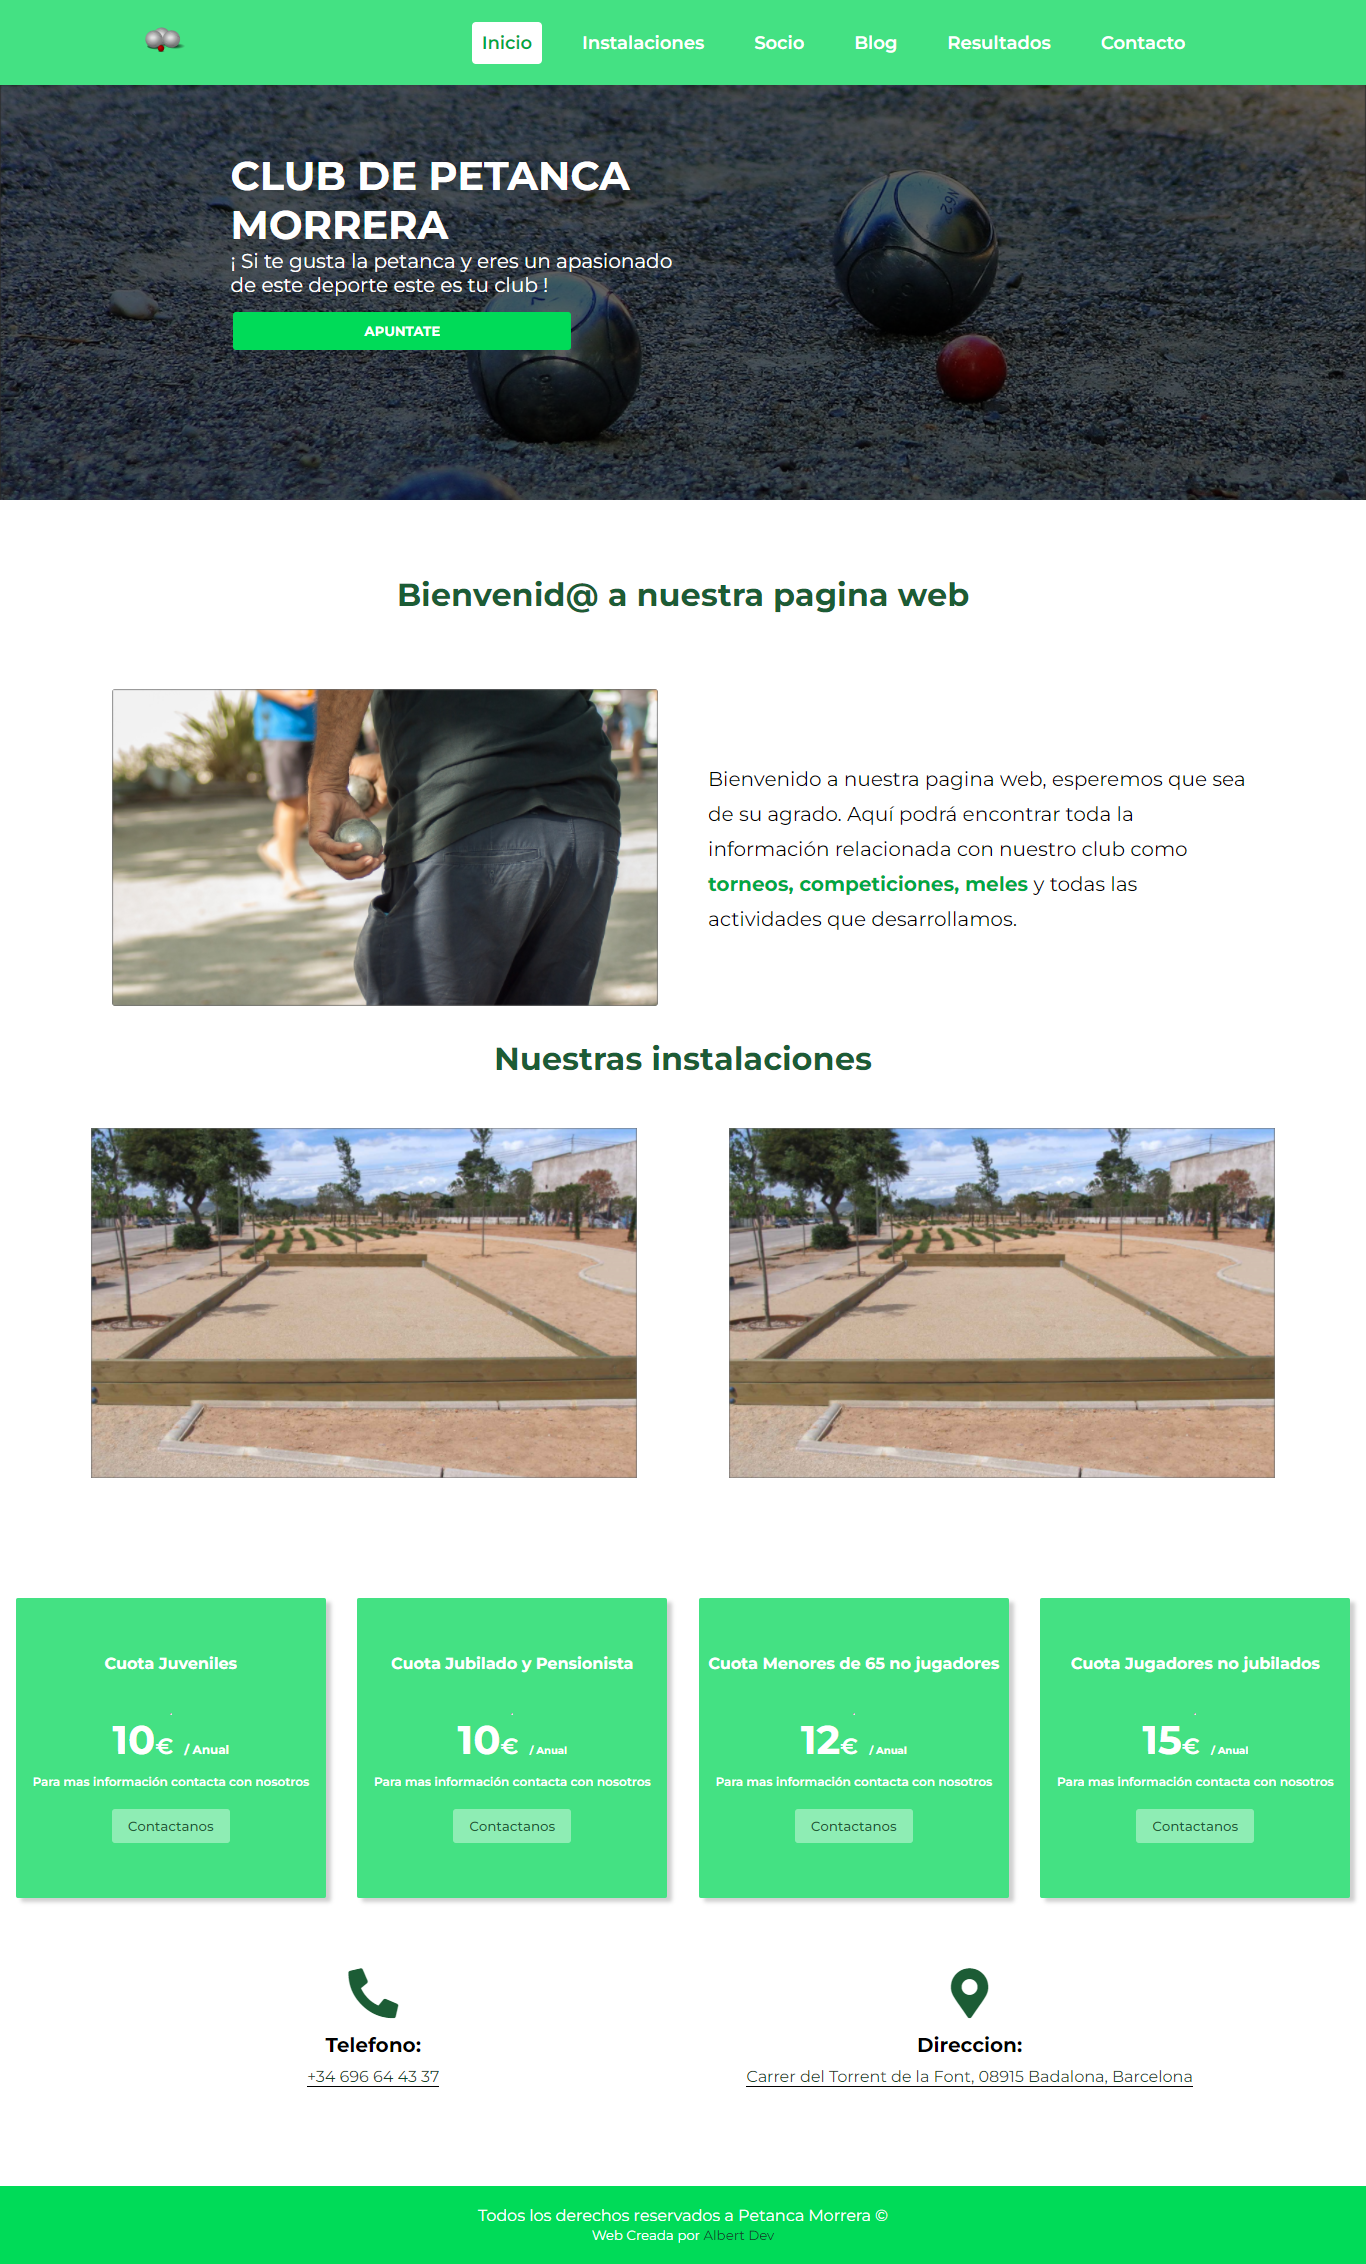 Inicio
Instalaciones
Socio
Blog
Resultados
Contacto
CLUB DE PETANCA
MORRERA
¡ Si te gusta la petanca y eres un apasionado
de este deporte este es tu club !
APUNTATE
Bienvenid@ a nuestra pagina web
Bienvenido a nuestra pagina web, esperemos que sea
de su agrado. Aquí podrá encontrar toda la
información relacionada con nuestro club como
torneos, competiciones, meles y todas las
actividades que desarrollamos.
Nuestras instalaciones
Cuota Juveniles
10€ / Anual
Para mas información contacta con nosotros
Contactanos
Cuota Jubilado y Pensionista
10€ / Anual
Para mas información contacta con nosotros
Contactanos
Cuota Menores de 65 no jugadores
12€ / Anual
Para mas información contacta con nosotros
Contactanos
Cuota Jugadores no jubilados
15€ / Anual
Para mas información contacta con nosotros
Contactanos
Telefono:
+34 696 64 43 37
Direccion:
Carrer del Torrent de la Font, 08915 Badalona, Barcelona
Todos los derechos reservados a Petanca Morrera ©
Web Creada por Albert Dev